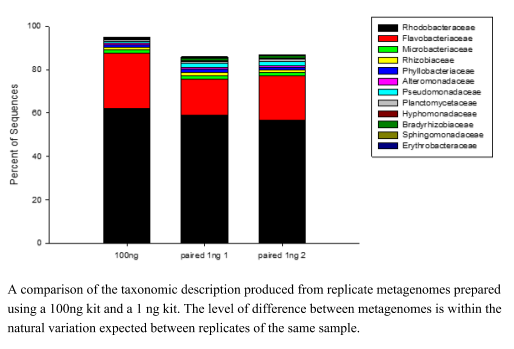 100
80
60
40
20
0
Percent of Sequences
100ng
paired 1ng 1
paired 1ng 2
Rhodobacteraceae
Flavobacteriaceae
Microbacteriaceae
Rhizobiaceae
Phyllobacteriaceae
Alteromonadaceae
Pseudomonadaceae
Planctomycetaceae
Hyphomonadaceae
Bradyrhizobiaceae
Sphingomonadaceae
Erythrobacteraceae
A comparison of the taxonomic description produced from replicate metagenomes prepared
using a 100ng kit and a 1 ng kit. The level of difference between metagenomes is within the
natural variation expected between replicates of the same sample.